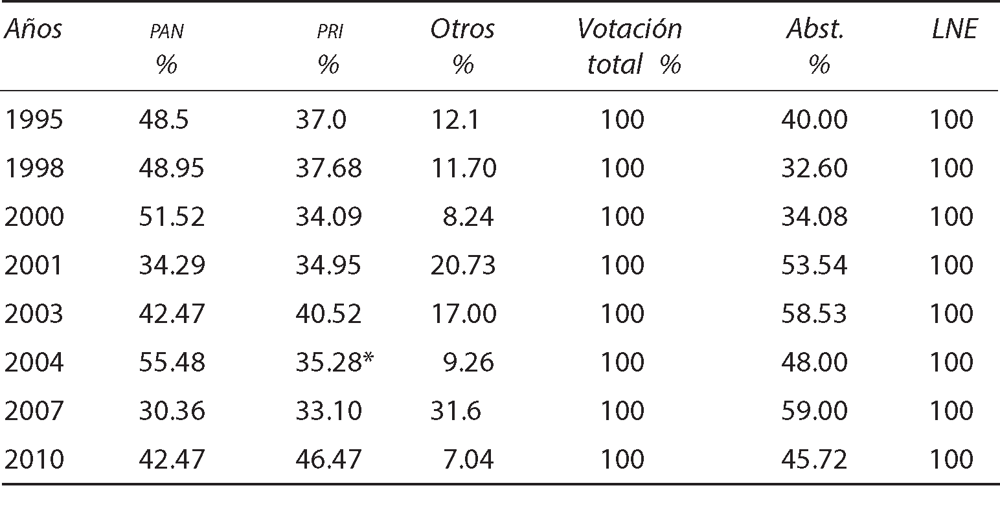 Años PAN PRI Otros Votación Abst. LNE
% % % total % %
1995 48.5 37.0 12.1 100 40.00 100
1998 48.95 37.68 11.70 100 32.60 100
2000 51.52 34.09 8.24 100 34.08 100
2001 34.29 34.95 20.73 100 53.54 100
2003 42.47 40.52 17.00 100 58.53 100
2004 55.48 35.28* 9.26 100 48.00 100
2007 30.36 33.10 31.6 100 59.00 100
2010 42.47 46.47 7.04 100 45.72 100